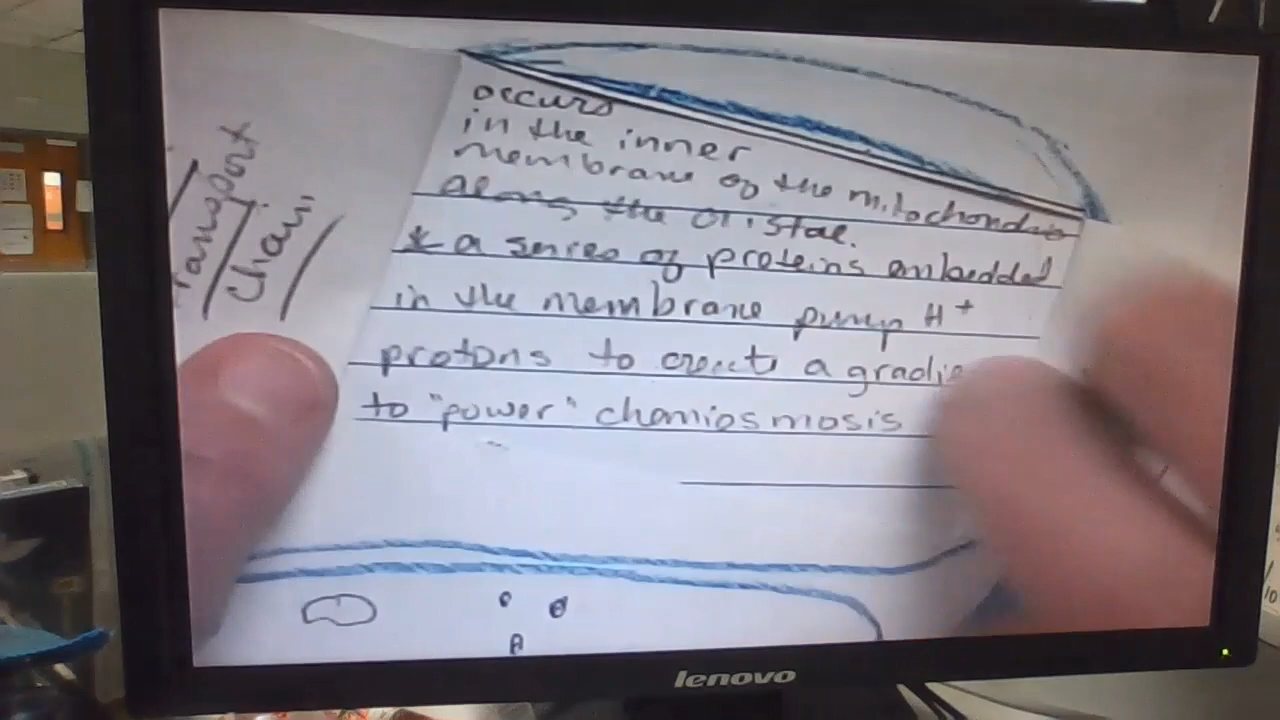 Transport
Chain
occurs
in the inner
membrane of the mitochondria
along the cristae.
* a series of proteins embedded
in the membrane pump H+
protons to create a gradie
to "power" chemiosmosis
lenovo